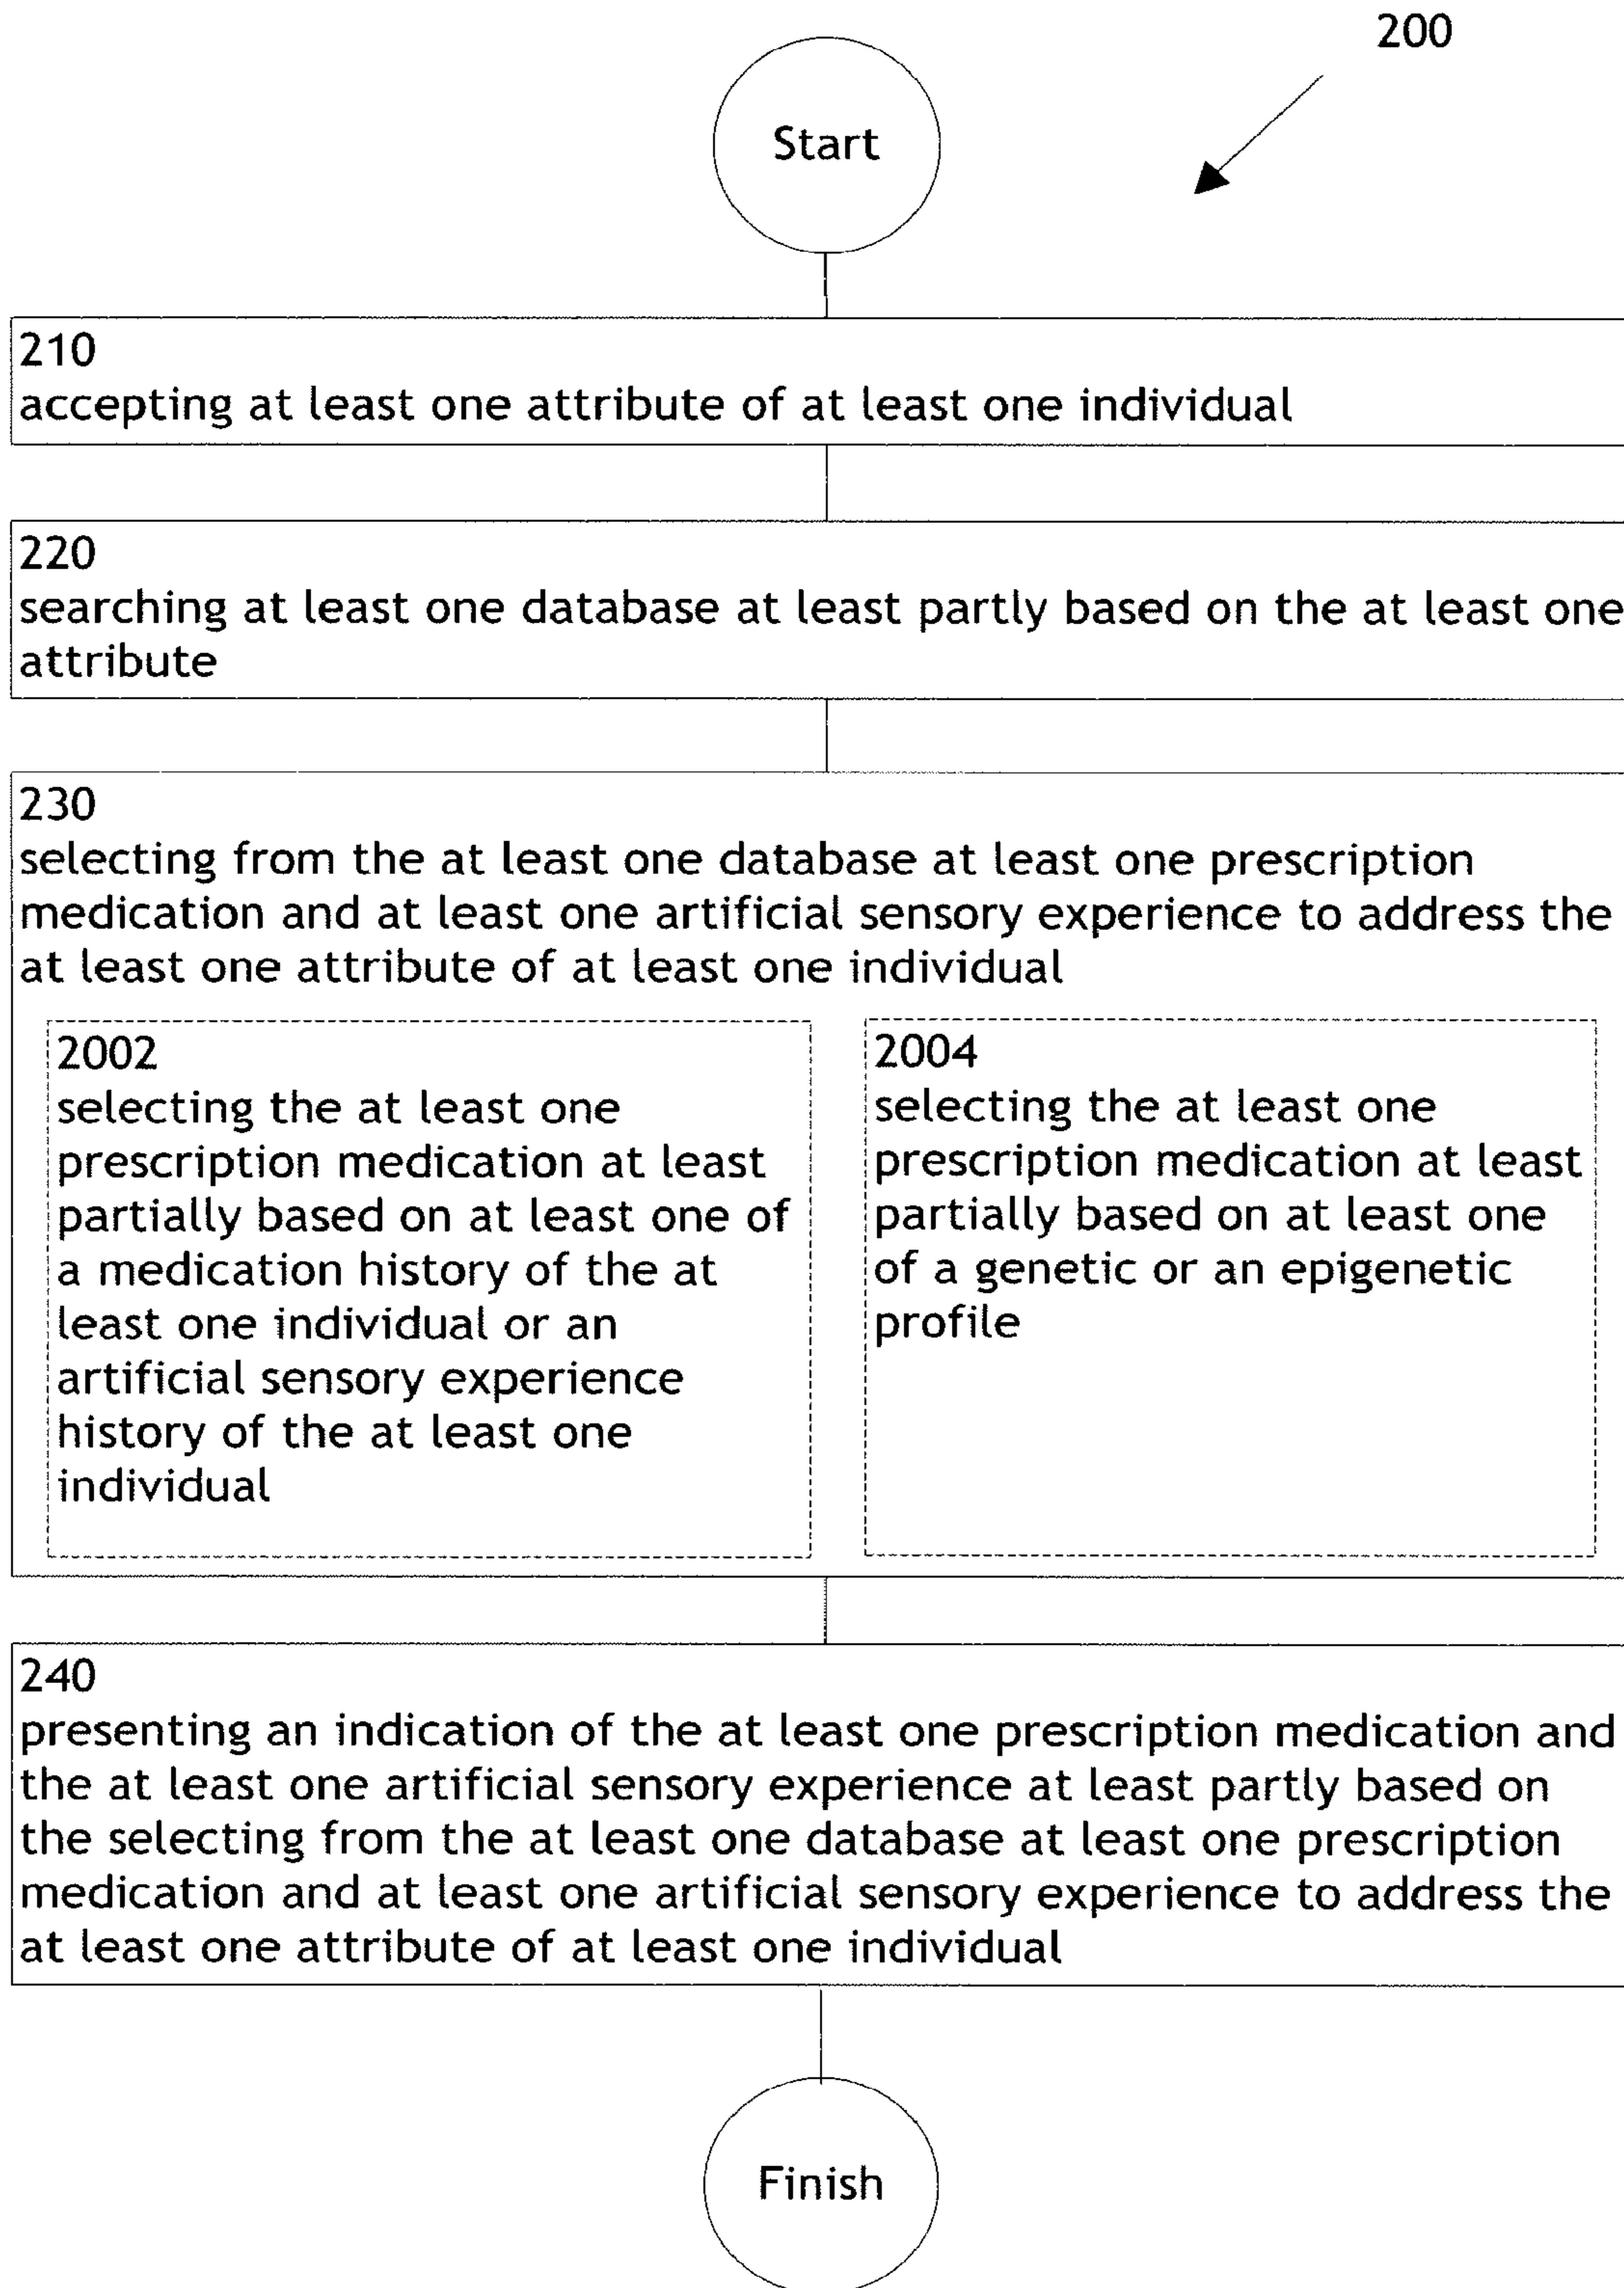 200
Start
210
accepting at least one attribute of at least one individual
220
searching at least one database at least partly based on the at least one
attribute
230
selecting from the at least one database at least one prescription
medication and at least one artificial sensory experience to address the
at least one attribute of at least one individual
2002
selecting the at least one
prescription medication at least
partially based on at least one of
a medication history of the at
least one individual or an
artificial sensory experience
history of the at least one
individual
2004
selecting the at least one
prescription medication at least
partially based on at least one
of a genetic or an epigenetic
profile
240
presenting an indication of the at least one prescription medication and
the at least one artificial sensory experience at least partly based on
the selecting from the at least one database at least one prescription
medication and at least one artificial sensory experience to address the
at least one attribute of at least one individual
Finish